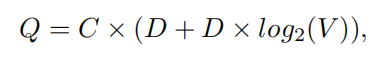 Q = C × (D + D × log₂(V)),